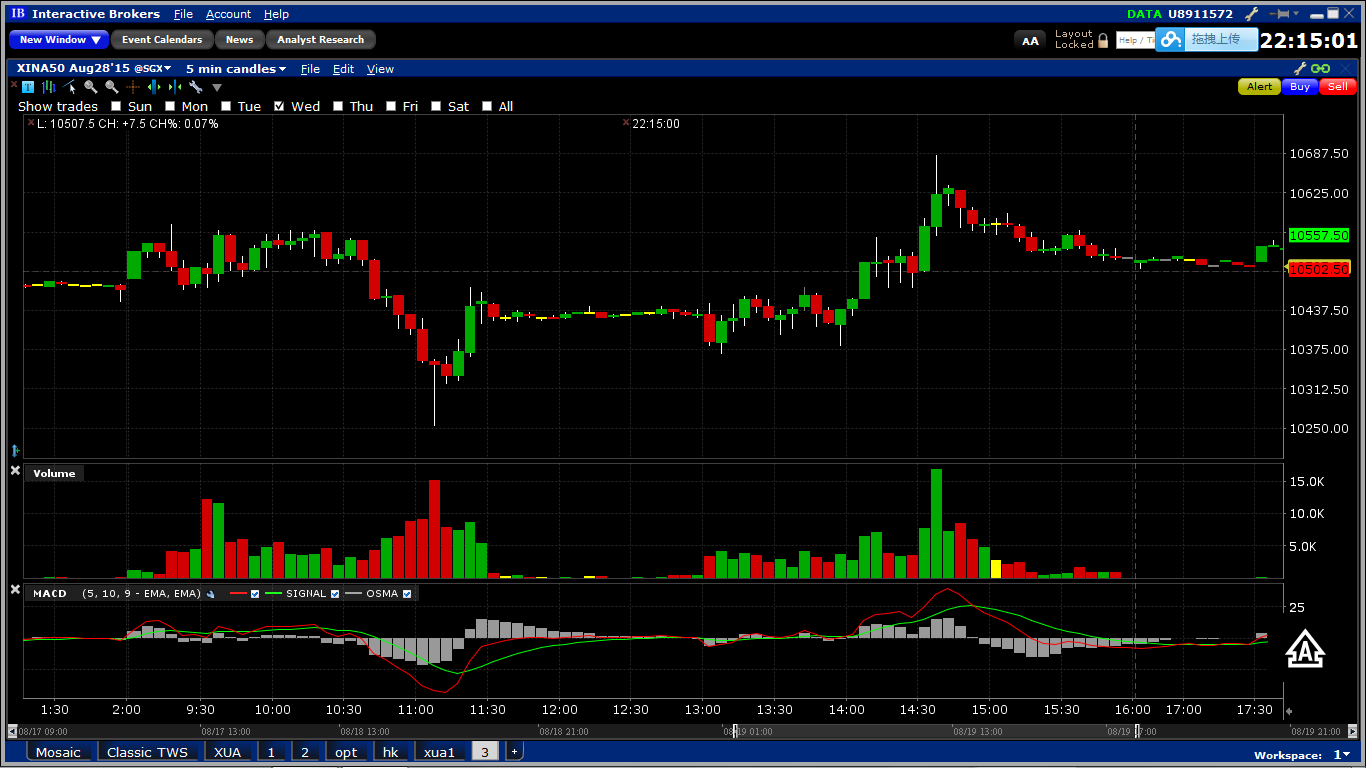 IB Interactive Brokers File Account Help DATA U8911572
New Window Event Calendars News Analyst Research AA Layout Locked Help / 拖拽上传 22:15:01
XINA50 Aug28'15 @SGX 5 min candles File Edit View
Alert Buy Sell
Show trades Sun Mon Tue Wed Thu Fri Sat All
L: 10507.5 CH: +7.5 CH%: 0.07% 22:15:00
10687.50
10625.00
10557.50
10502.50
10437.50
10375.00
10312.50
10250.00
Volume
15.0K
10.0K
5.0K
MACD (5, 10, 9 - EMA, EMA) SIGNAL OSMA
25
A
1:30 2:00 9:30 10:00 10:30 11:00 11:30 12:00 12:30 13:00 13:30 14:00 14:30 15:00 15:30 16:00 17:00 17:30
08/17 09:00 08/17 13:00 08/18 13:00 08/18 21:00 08/19 01:00 08/19 13:00 08/19 17:00 08/19 21:00
Mosaic Classic TWS XUA 1 2 opt hk xua1 3 + Workspace: 1